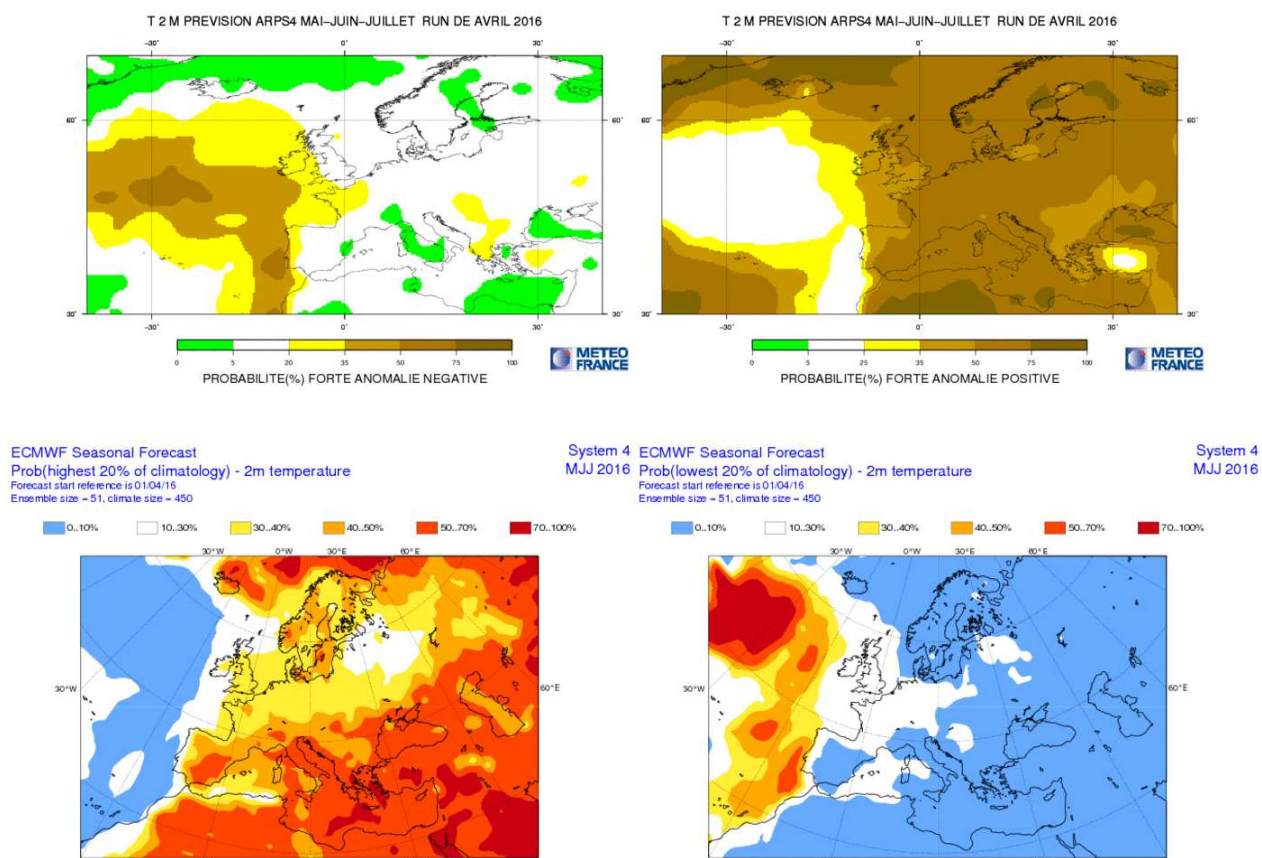 T 2 M PREVISION ARPS4 MAI–JUIN–JUILLET RUN DE AVRIL 2016
−30° 0° 30°
60° 60°
30° 30°
−30° 0° 30°
0 5 20 35 50 75 100
PROBABILITE(%) FORTE ANOMALIE NEGATIVE
METEO
FRANCE
T 2 M PREVISION ARPS4 MAI–JUIN–JUILLET RUN DE AVRIL 2016
−30° 0° 30°
60° 60°
30° 30°
−30° 0° 30°
0 5 25 35 50 75 100
PROBABILITE(%) FORTE ANOMALIE POSITIVE
METEO
FRANCE
ECMWF Seasonal Forecast System 4
Prob(highest 20% of climatology) - 2m temperature MJJ 2016
Forecast start reference is 01/04/16
Ensemble size = 51, climate size = 450
0..10% 10..30% 30..40% 40..50% 50..70% 70..100%
30°W 0°W 30°E 60°E
30°W 60°E
ECMWF Seasonal Forecast System 4
Prob(lowest 20% of climatology) - 2m temperature MJJ 2016
Forecast start reference is 01/04/16
Ensemble size = 51, climate size = 450
0..10% 10..30% 30..40% 40..50% 50..70% 70..100%
30°W 0°W 30°E 60°E
30°W 60°E